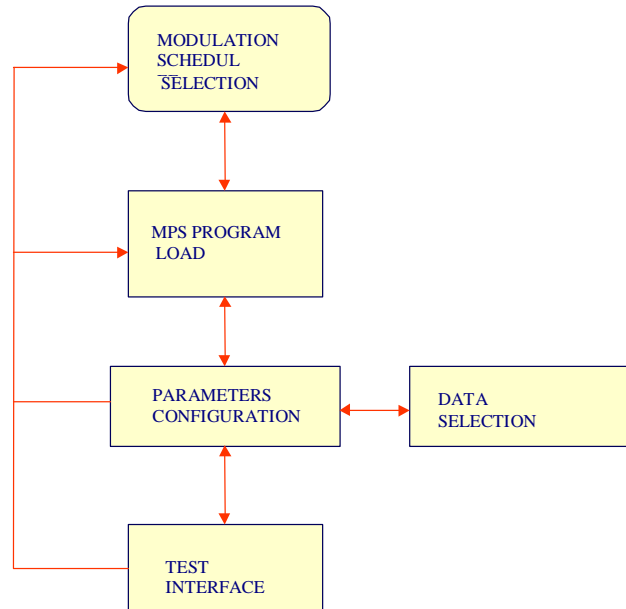 MODULATION
SCHEDUL
SELECTION
MPS PROGRAM
LOAD
PARAMETERS
CONFIGURATION
DATA
SELECTION
TEST
INTERFACE